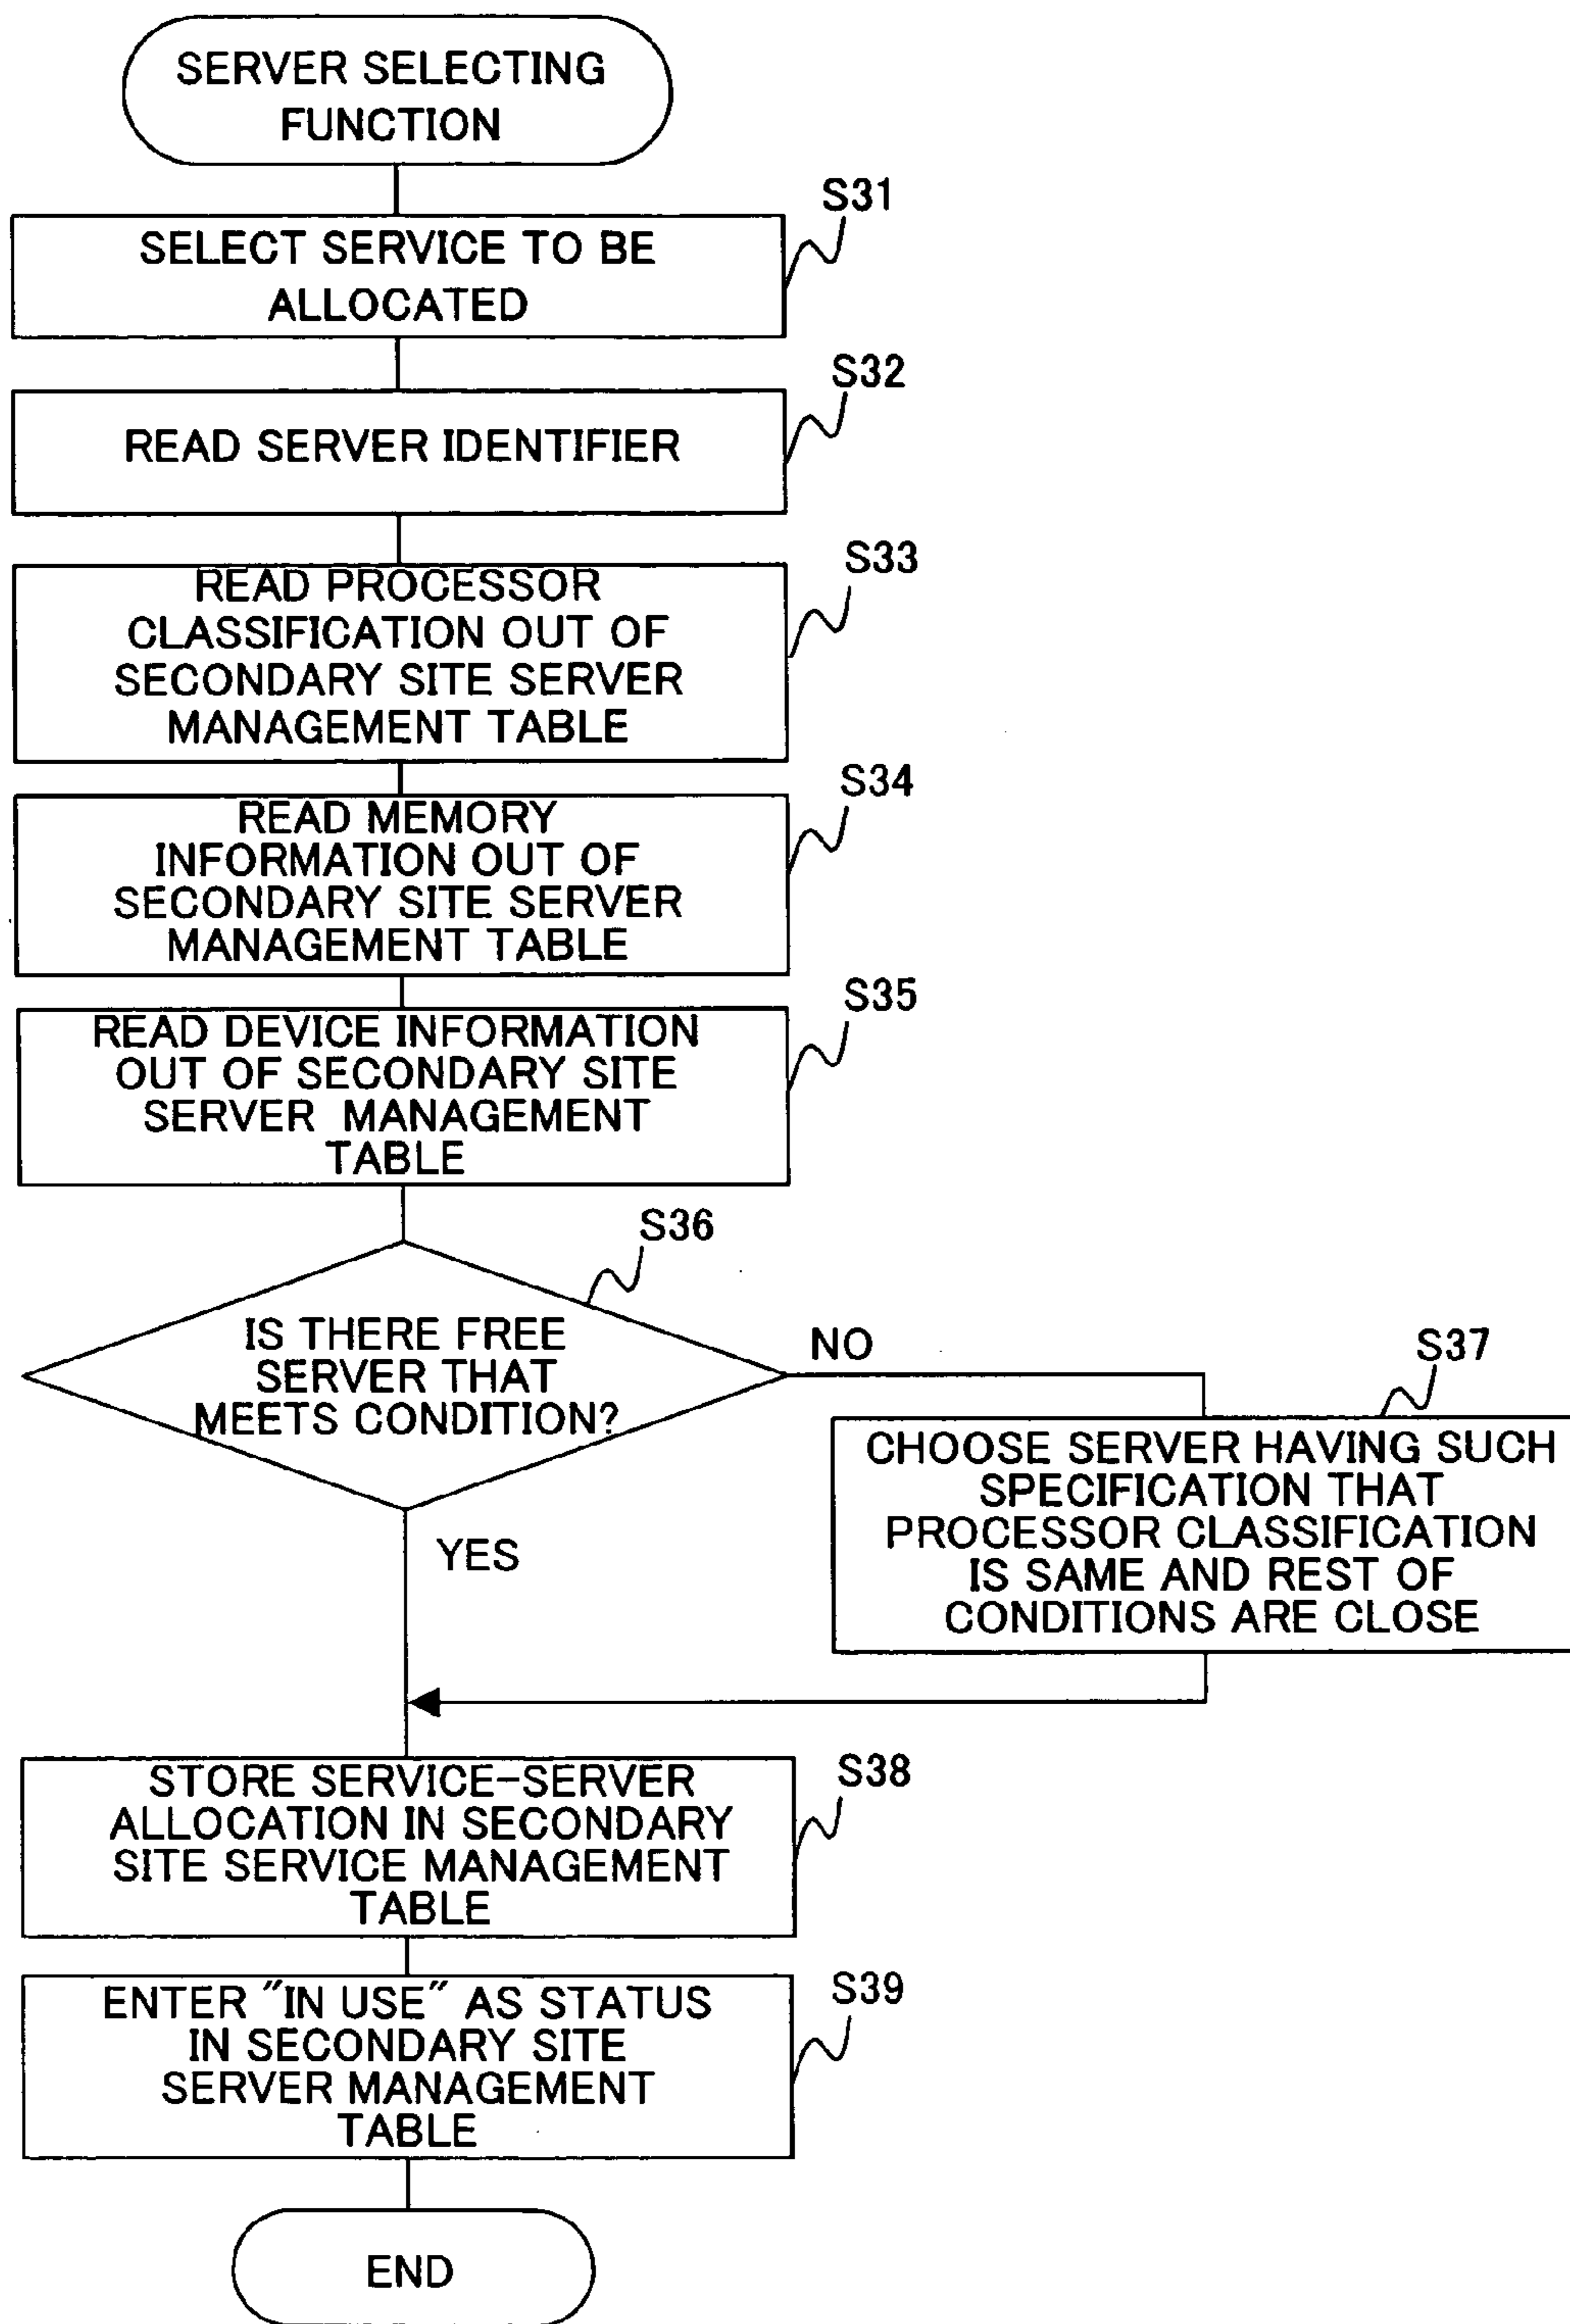 SERVER SELECTING
FUNCTION
S31
SELECT SERVICE TO BE
ALLOCATED
S32
READ SERVER IDENTIFIER
S33
READ PROCESSOR
CLASSIFICATION OUT OF
SECONDARY SITE SERVER
MANAGEMENT TABLE
S34
READ MEMORY
INFORMATION OUT OF
SECONDARY SITE SERVER
MANAGEMENT TABLE
S35
READ DEVICE INFORMATION
OUT OF SECONDARY SITE
SERVER MANAGEMENT
TABLE
S36
IS THERE FREE
SERVER THAT
MEETS CONDITION?
NO
S37
CHOOSE SERVER HAVING SUCH
SPECIFICATION THAT
PROCESSOR CLASSIFICATION
IS SAME AND REST OF
CONDITIONS ARE CLOSE
YES
S38
STORE SERVICE-SERVER
ALLOCATION IN SECONDARY
SITE SERVICE MANAGEMENT
TABLE
S39
ENTER "IN USE" AS STATUS
IN SECONDARY SITE
SERVER MANAGEMENT
TABLE
END